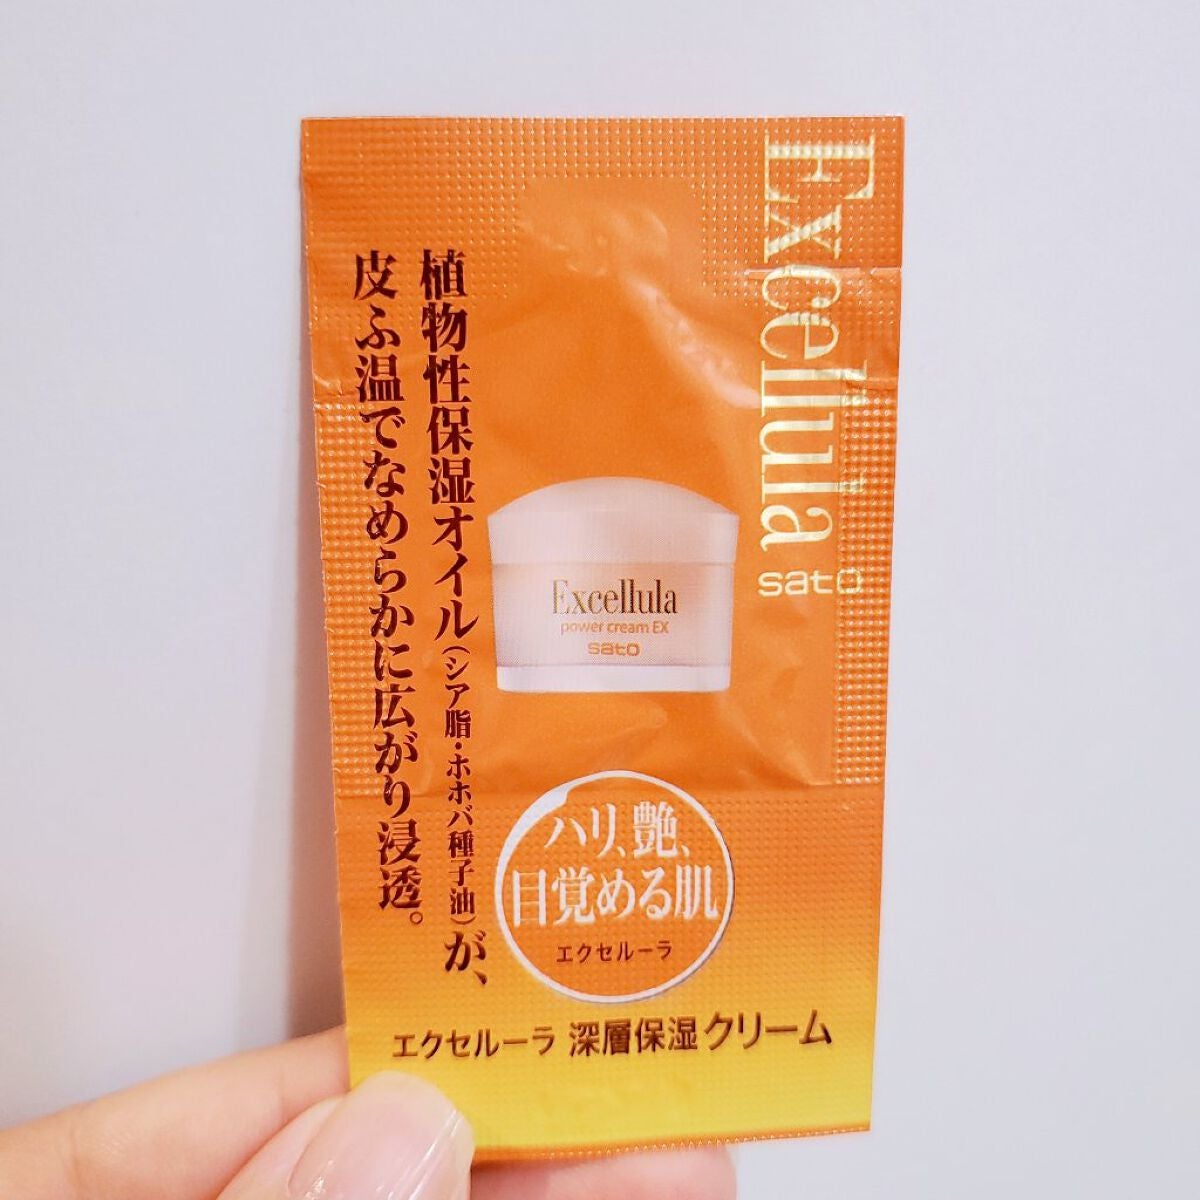 Excellula
sato
植物性保湿オイル(シア脂・ホホバ種子油)が、
皮ふ温でなめらかに広がり浸透。
Excellula
power cream EX
sato
ハリ、艶、
目覚める肌
エクセルーラ
エクセルーラ 深層保湿クリーム